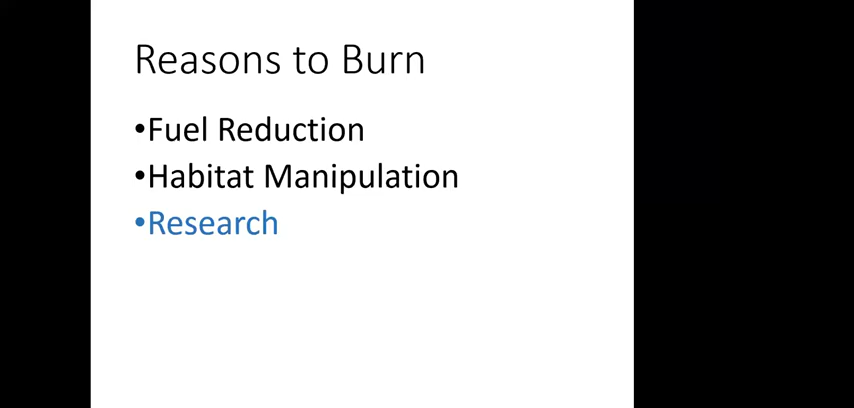 Reasons to Burn
•Fuel Reduction
•Habitat Manipulation
•Research